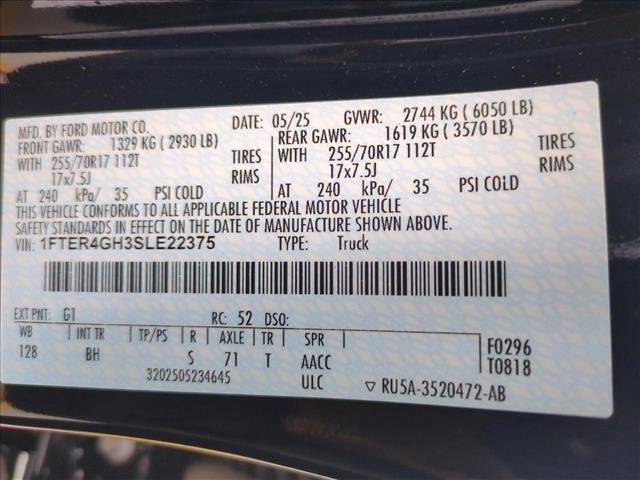 MFD. BY FORD MOTOR CO.
DATE: 05/25 GVWR: 2744 KG ( 6050 LB)
FRONT GAWR: 1329 KG ( 2930 LB)
REAR GAWR: 1619 KG ( 3570 LB)
WITH 255/70R17 112T TIRES
WITH 255/70R17 112T TIRES
17x7.5J RIMS
17x7.5J RIMS
AT 240 kPa/ 35 PSI COLD
AT 240 kPa/ 35 PSI COLD
THIS VEHICLE CONFORMS TO ALL APPLICABLE FEDERAL MOTOR VEHICLE
SAFETY STANDARDS IN EFFECT ON THE DATE OF MANUFACTURE SHOWN ABOVE.
VIN: 1FTER4GH3SLE22375 TYPE: Truck
EXT PNT: G1 RC: 52 DSO:
WB INT TR TP/PS R AXLE TR SPR
128 BH S 71 T AACC
ULC
F0296
T0818
3202505234645
▽ RU5A-3520472-AB